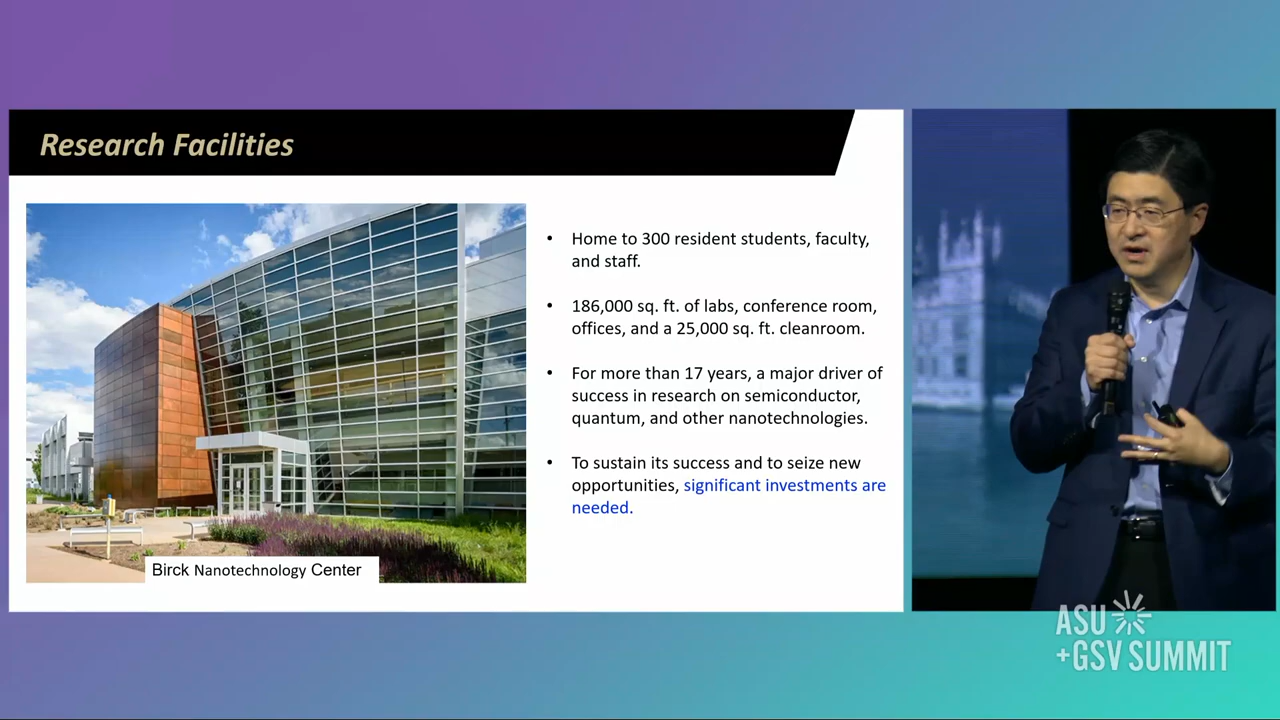 Research Facilities
• Home to 300 resident students, faculty,
and staff.
• 186,000 sq. ft. of labs, conference room,
offices, and a 25,000 sq. ft. cleanroom.
• For more than 17 years, a major driver of
success in research on semiconductor,
quantum, and other nanotechnologies.
• To sustain its success and to seize new
opportunities, significant investments are
needed.
Birck Nanotechnology Center
ASU
+GSV SUMMIT